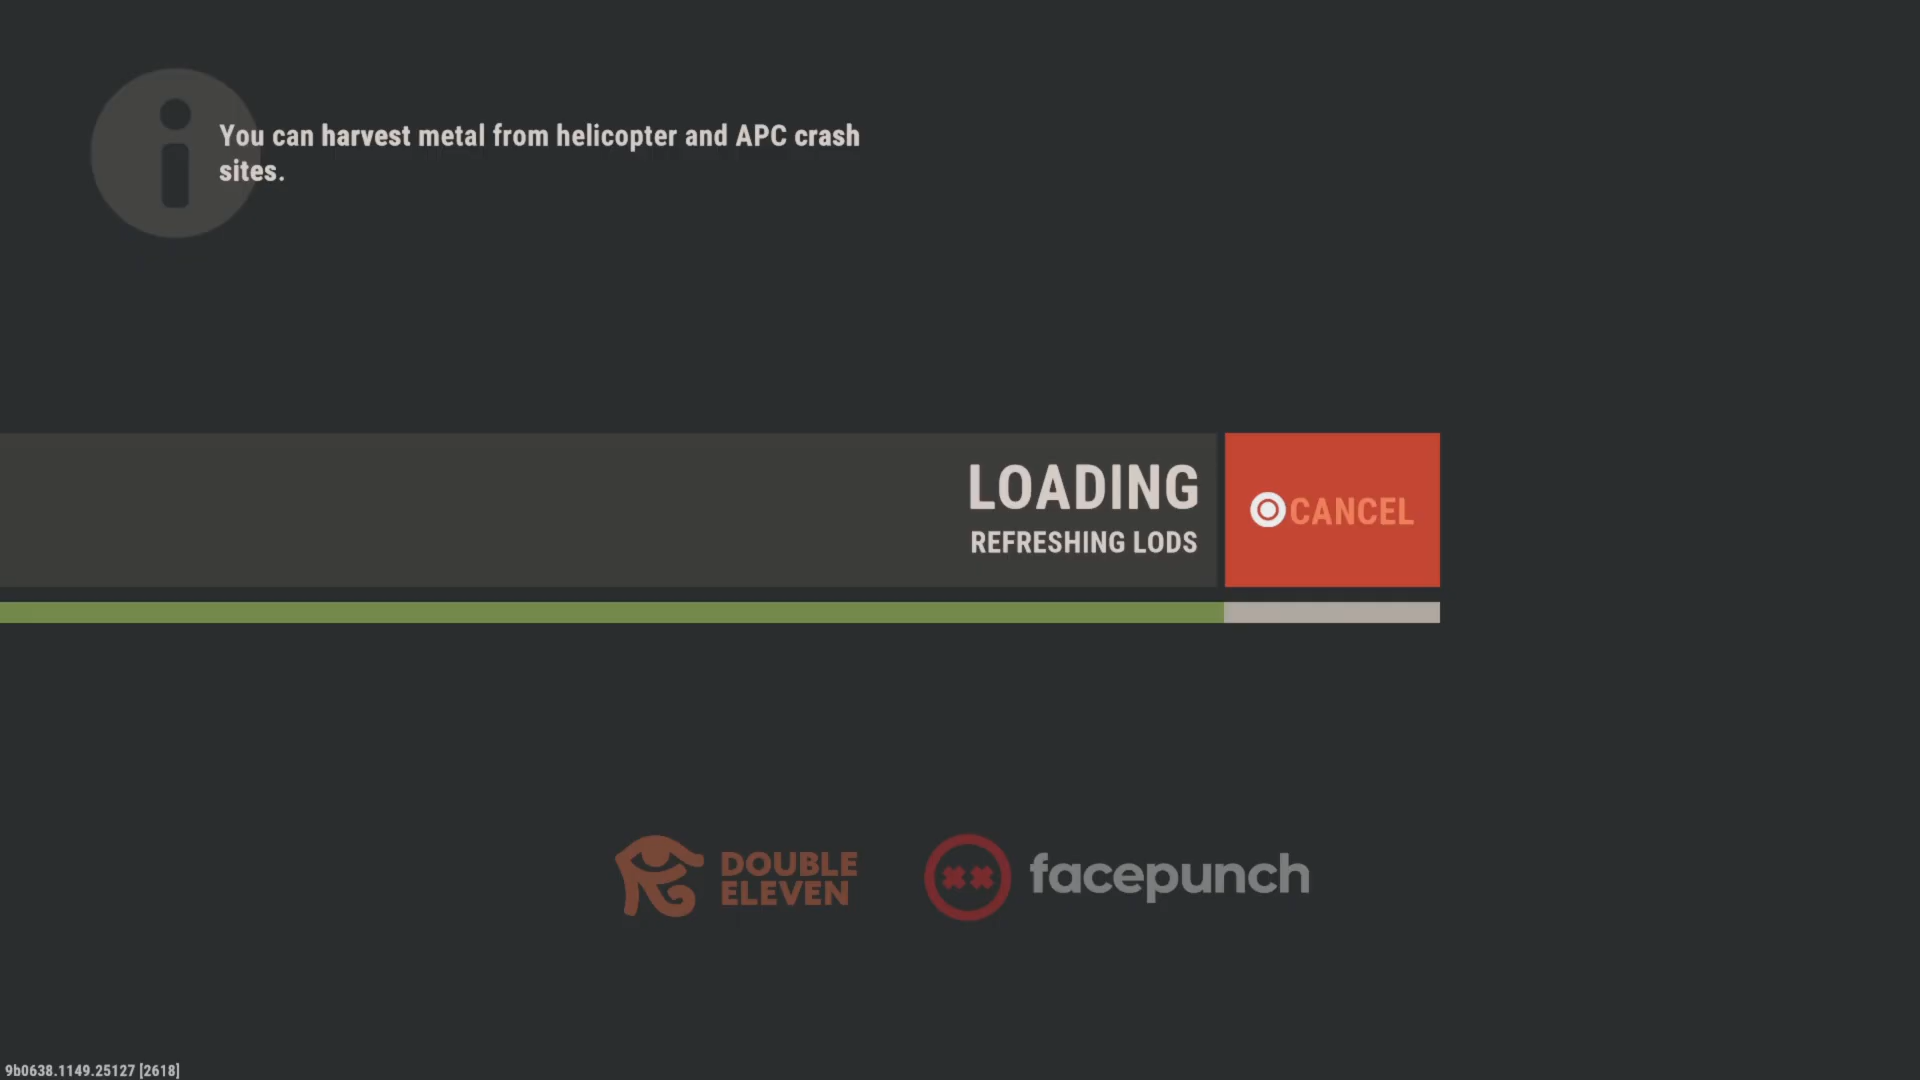 You can harvest metal from helicopter and APC crash
sites.
LOADING
REFRESHING LODS
CANCEL
DOUBLE
ELEVEN
facepunch
9b0638.1149.25127 [2618]